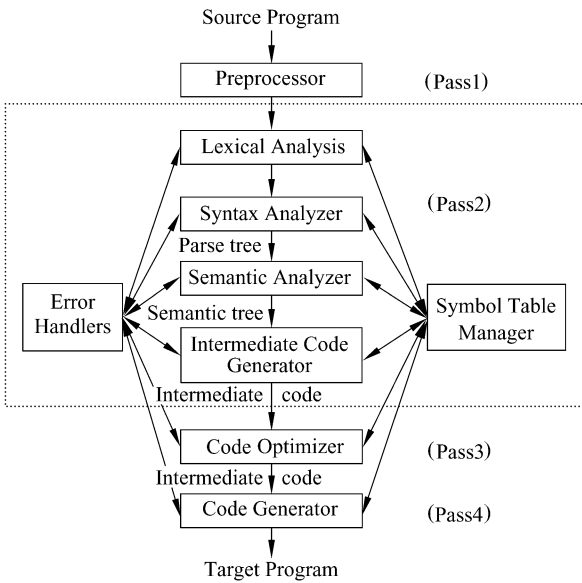 Source Program
Preprocessor
(Pass1)
Lexical Analysis
(Pass2)
Syntax Analyzer
Parse tree
Semantic Analyzer
Error
Handlers
Symbol Table
Manager
Semantic tree
Intermediate Code
Generator
Intermediate code
Code Optimizer
(Pass3)
Intermediate code
Code Generator
(Pass4)
Target Program